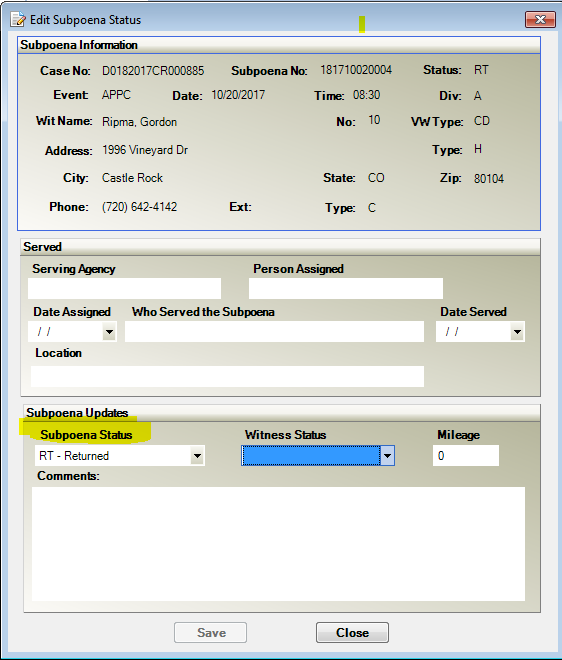 Edit Subpoena Status
Subpoena Information
Case No: D0182017CR000885 Subpoena No: 181710020004 Status: RT
Event: APPC Date: 10/20/2017 Time: 08:30 Div: A
Wit Name: Ripma, Gordon No: 10 VW Type: CD
Address: 1996 Vineyard Dr Type: H
City: Castle Rock State: CO Zip: 80104
Phone: (720) 642-4142 Ext: Type: C
Served
Serving Agency Person Assigned
Date Assigned Who Served the Subpoena Date Served
/ / / /
Location
Subpoena Updates
Subpoena Status Witness Status Mileage
RT - Returned 0
Comments:
Save Close